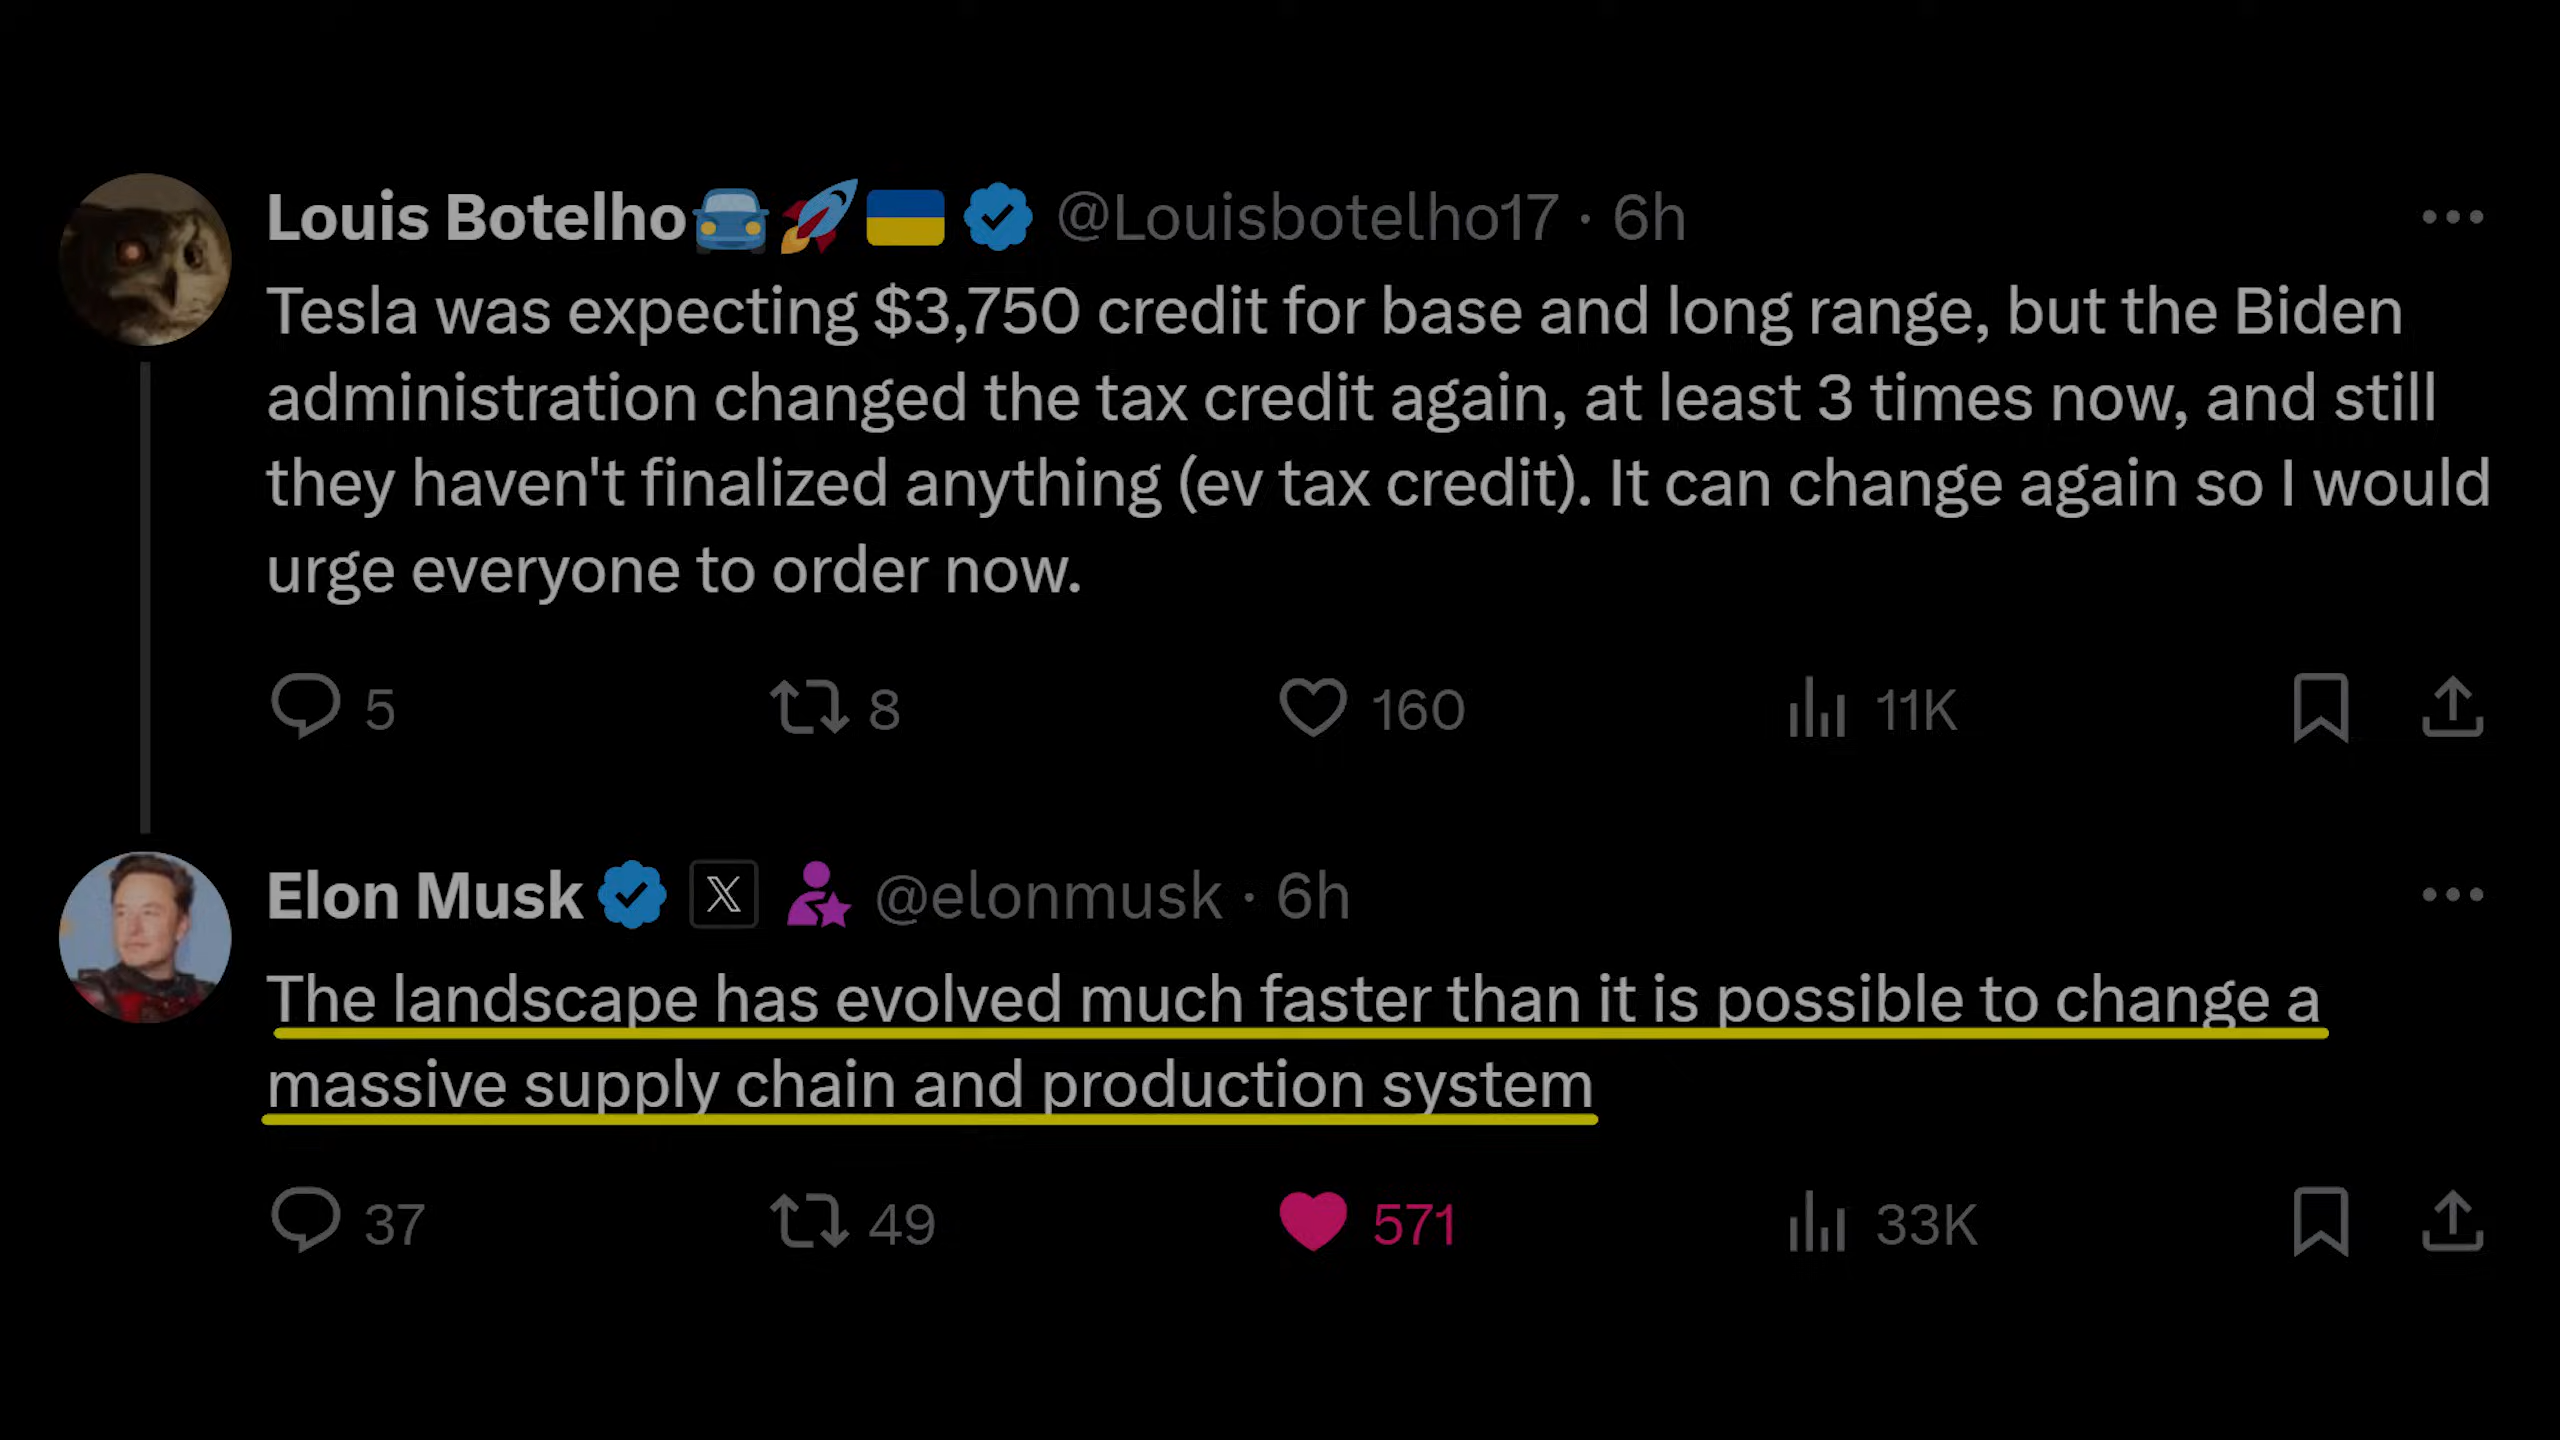 Louis Botelho🚗🚀🇺🇦 @Louisbotelho17 · 6h
Tesla was expecting $3,750 credit for base and long range, but the Biden
administration changed the tax credit again, at least 3 times now, and still
they haven't finalized anything (ev tax credit). It can change again so I would
urge everyone to order now.
5 8 160 11K
Elon Musk X @elonmusk · 6h
The landscape has evolved much faster than it is possible to change a
massive supply chain and production system
37 49 571 33K